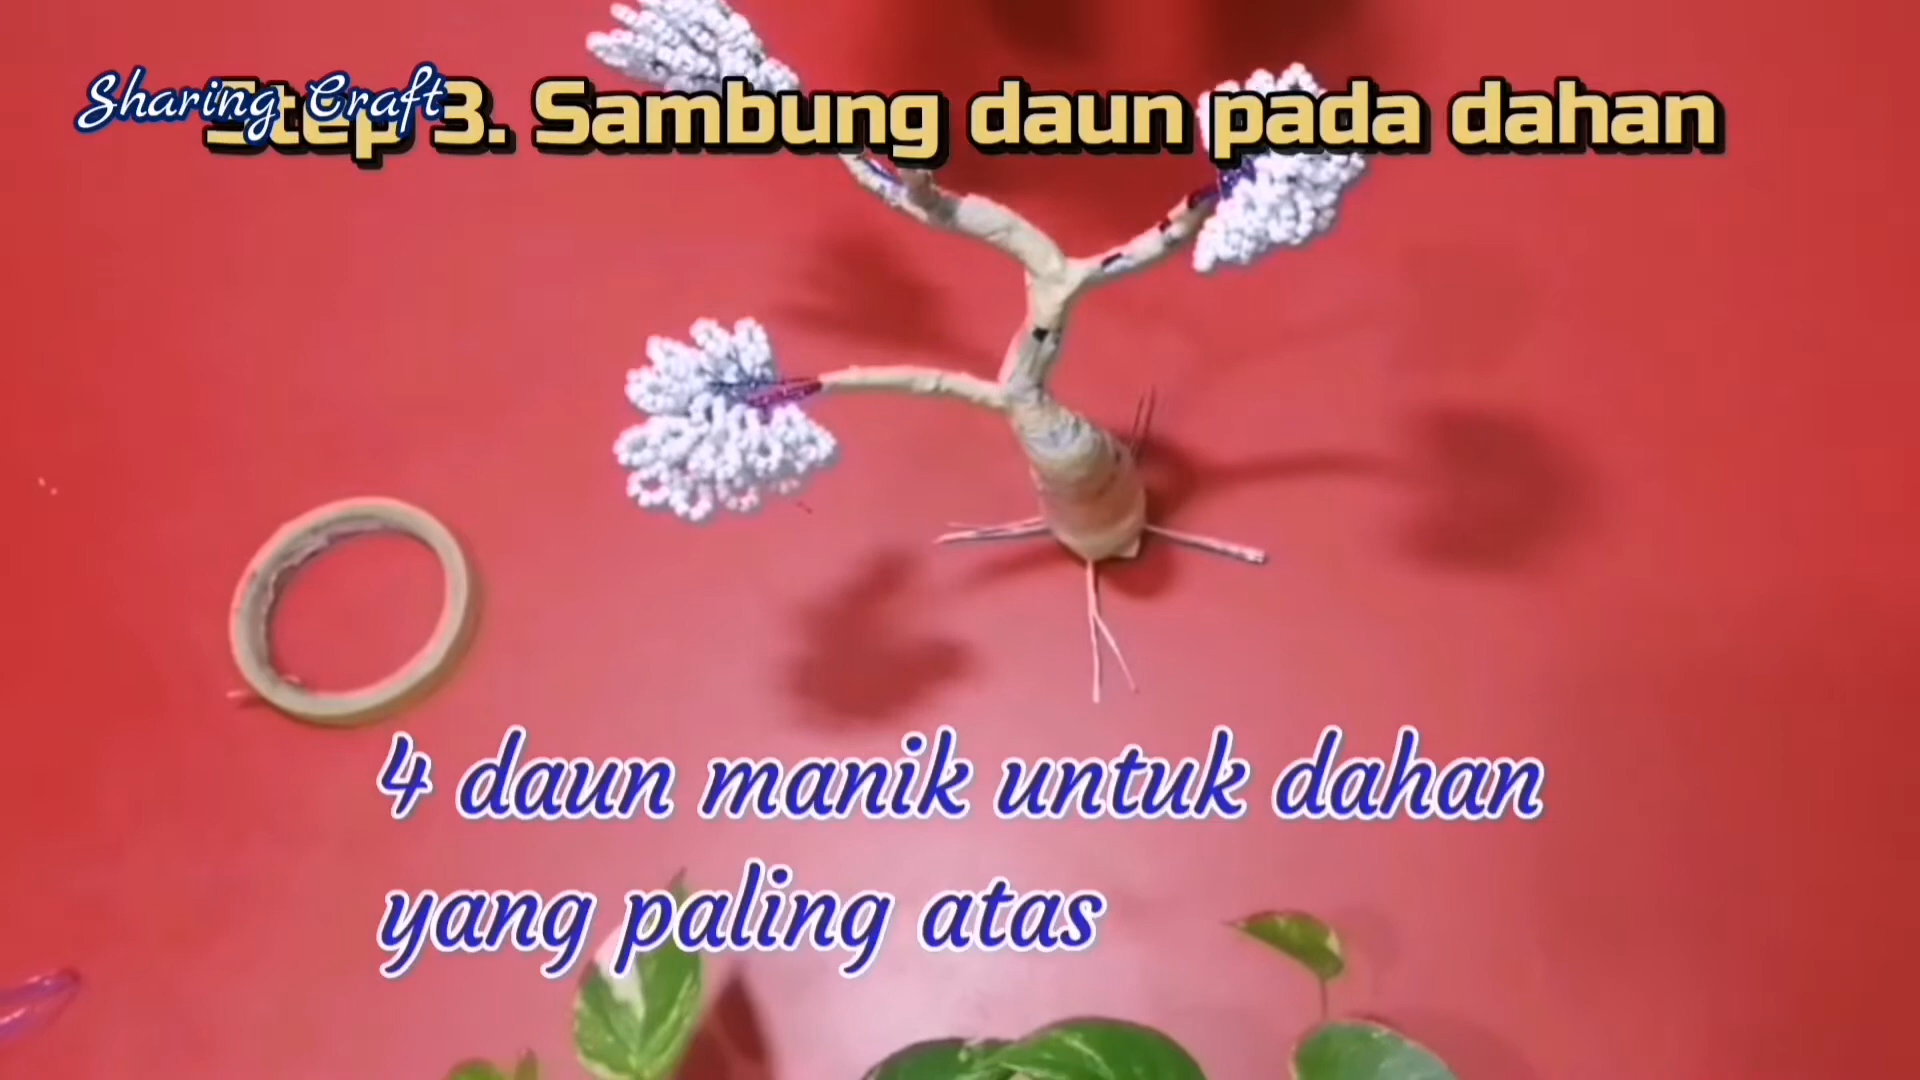 Sharing Craft
Step 3. Sambung daun pada dahan
4 daun manik untuk dahan
yang paling atas